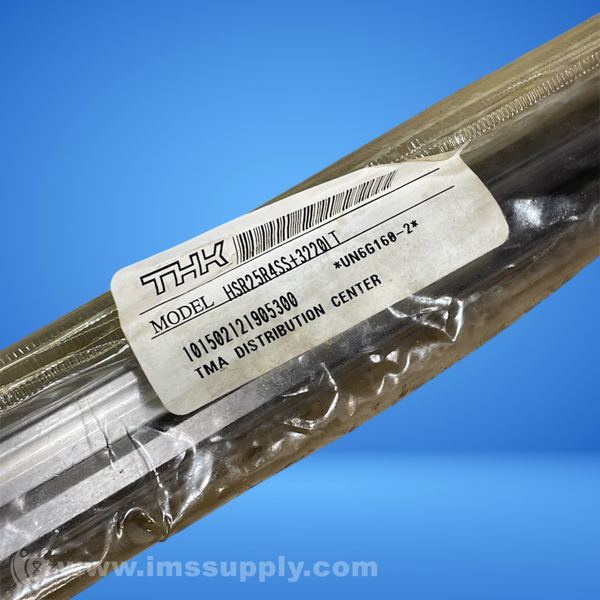 THK
MODEL HSR25R4SS+3220LT
*UN6G160-2*
101502121905300
TMA DISTRIBUTION CENTER
www.imssupply.com